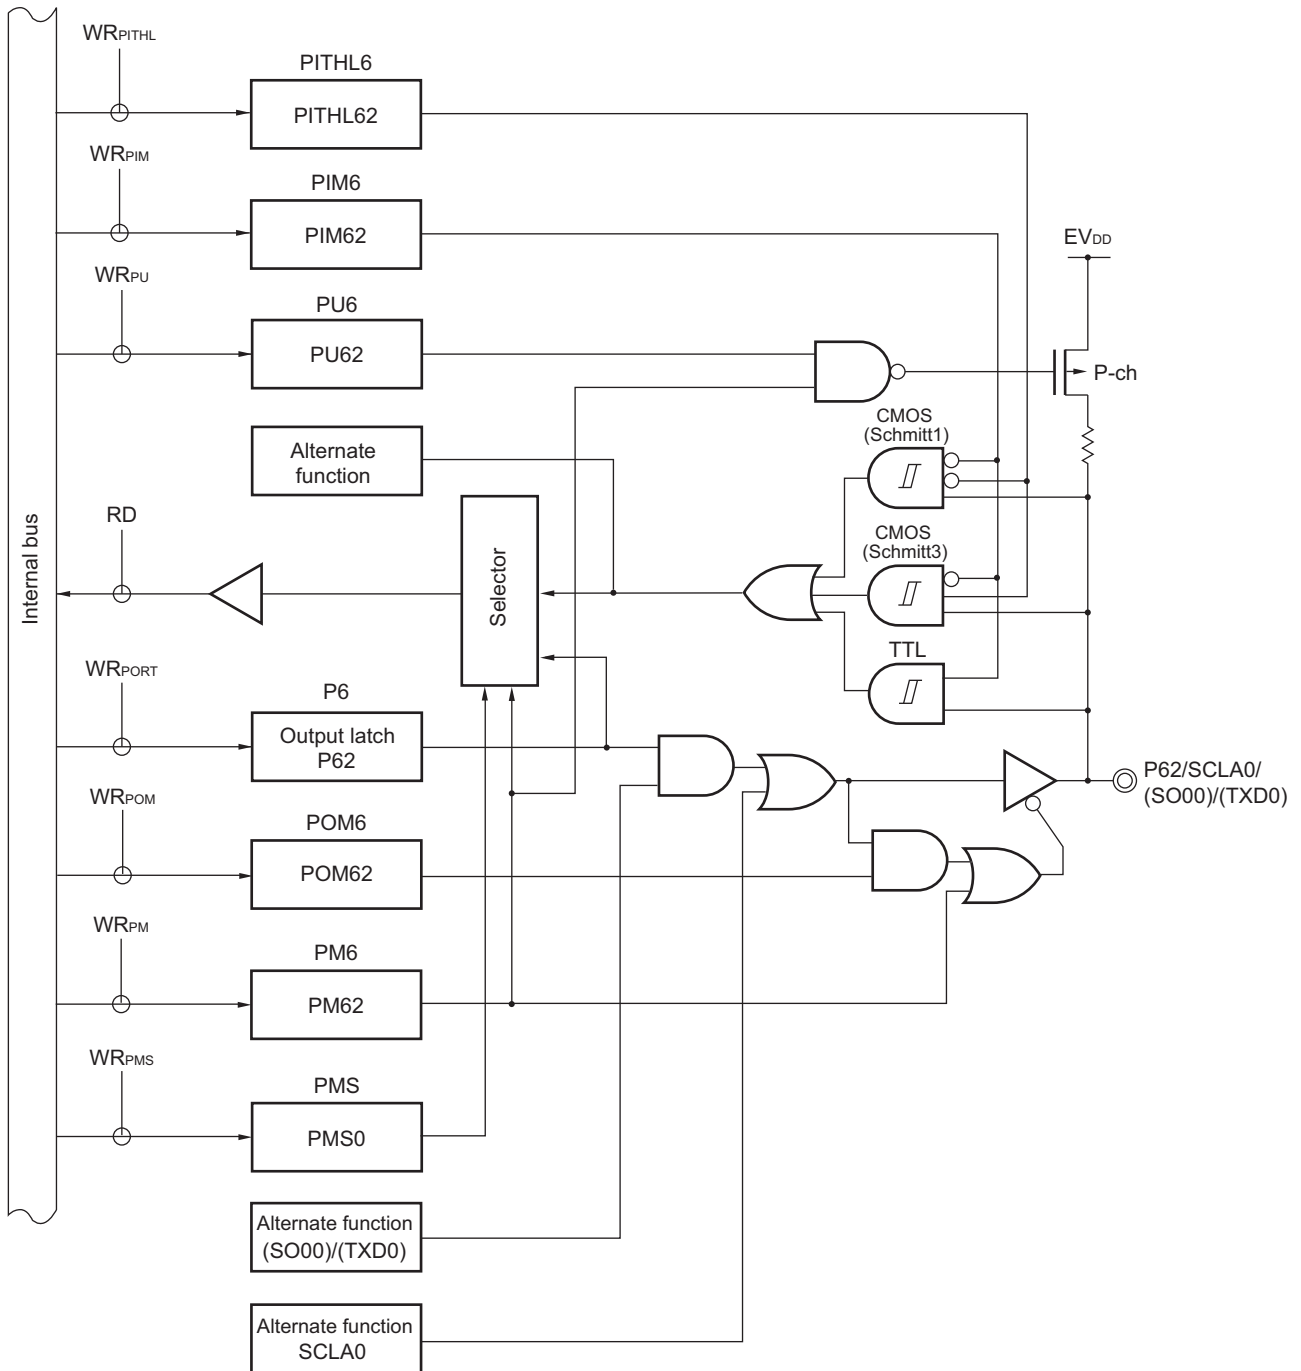 WRPITHL
PITHL6
PITHL62
WRPIM
PIM6
PIM62
WRPU
PU6
PU62
EVDD
P-ch
Alternate
function
CMOS
(Schmitt1)
RD
Internal bus
Selector
CMOS
(Schmitt3)
TTL
WRPORT
P6
Output latch
P62
P62/SCLA0/
(SO00)/(TXD0)
WRPOM
POM6
POM62
WRPM
PM6
PM62
WRPMS
PMS
PMS0
Alternate function
(SO00)/(TXD0)
Alternate function
SCLA0